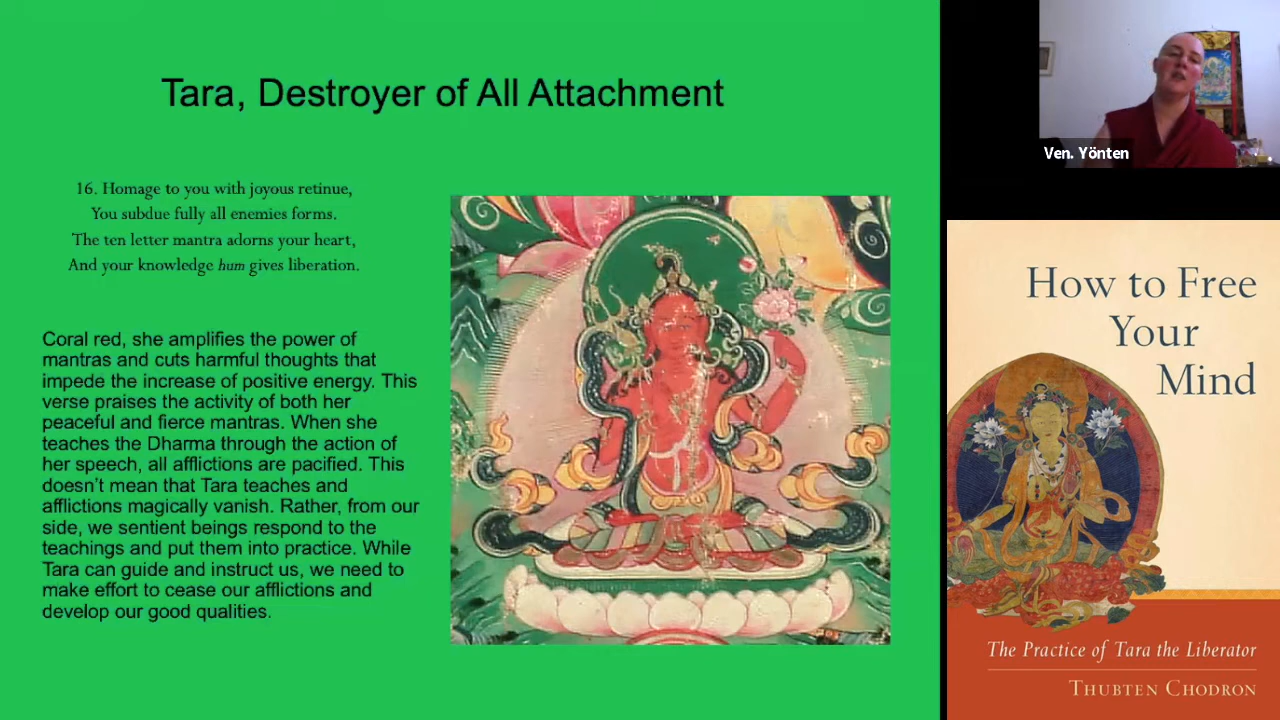 Tara, Destroyer of All Attachment
16. Homage to you with joyous retinue,
You subdue fully all enemies forms.
The ten letter mantra adorns your heart,
And your knowledge hum gives liberation.
Coral red, she amplifies the power of
mantras and cuts harmful thoughts that
impede the increase of positive energy. This
verse praises the activity of both her
peaceful and fierce mantras. When she
teaches the Dharma through the action of
her speech, all afflictions are pacified. This
doesn't mean that Tara teaches and
afflictions magically vanish. Rather, from our
side, we sentient beings respond to the
teachings and put them into practice. While
Tara can guide and instruct us, we need to
make effort to cease our afflictions and
develop our good qualities.
Ven. Yönten
How to Free
Your
Mind
The Practice of Tara the Liberator
THUBTEN CHODRON